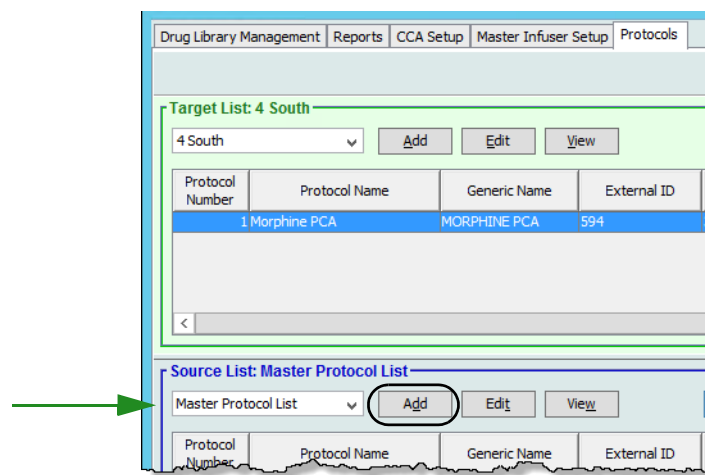 Drug Library Management Reports CCA Setup Master Infuser Setup Protocols
Target List: 4 South
4 South Add Edit View
Protocol Number Protocol Name Generic Name External ID
1 Morphine PCA MORPHINE PCA 594
Source List: Master Protocol List
Master Protocol List Add Edit View
Protocol Number Protocol Name Generic Name External ID